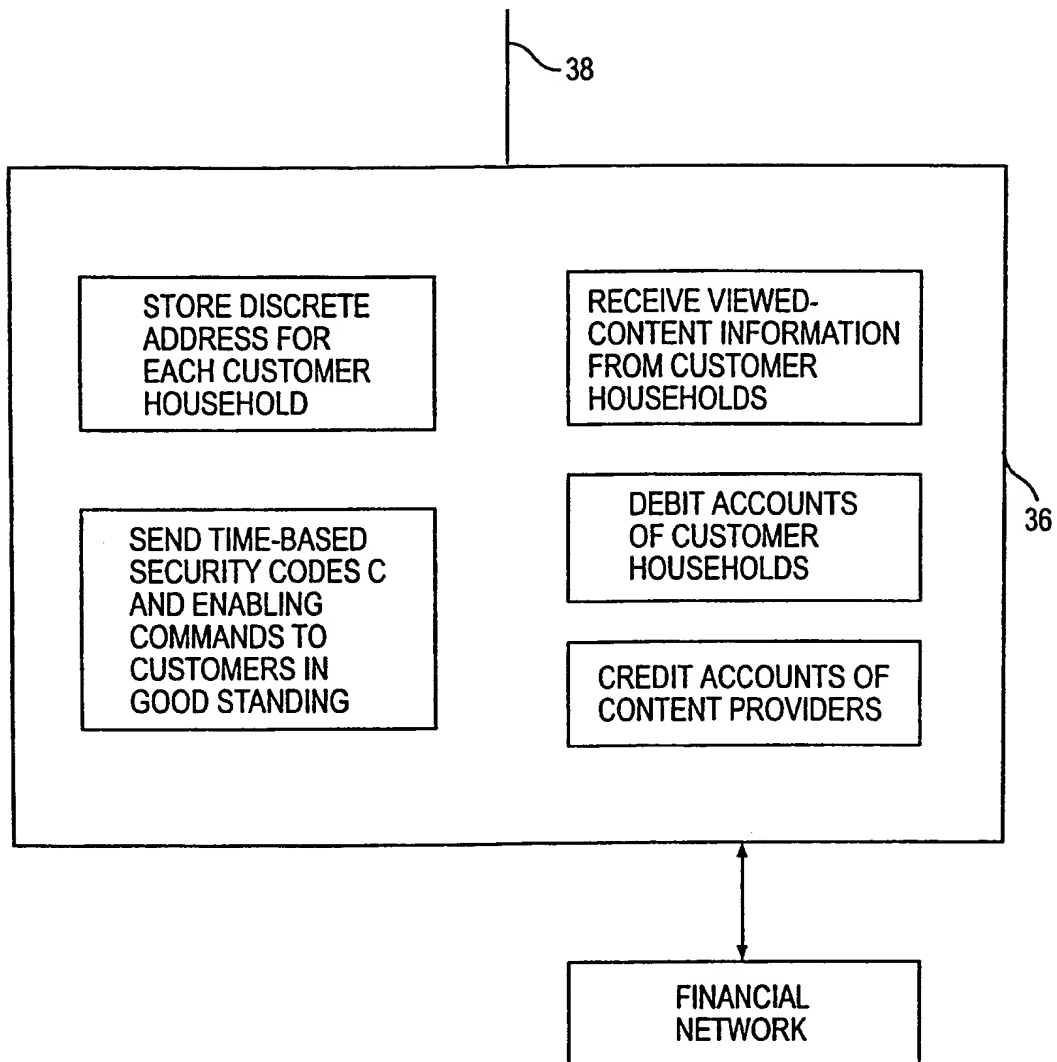 38
STORE DISCRETE
ADDRESS FOR
EACH CUSTOMER
HOUSEHOLD
RECEIVE VIEWED-
CONTENT INFORMATION
FROM CUSTOMER
HOUSEHOLDS
SEND TIME-BASED
SECURITY CODES C
AND ENABLING
COMMANDS TO
CUSTOMERS IN
GOOD STANDING
DEBIT ACCOUNTS
OF CUSTOMER
HOUSEHOLDS
36
CREDIT ACCOUNTS OF
CONTENT PROVIDERS
FINANCIAL
NETWORK